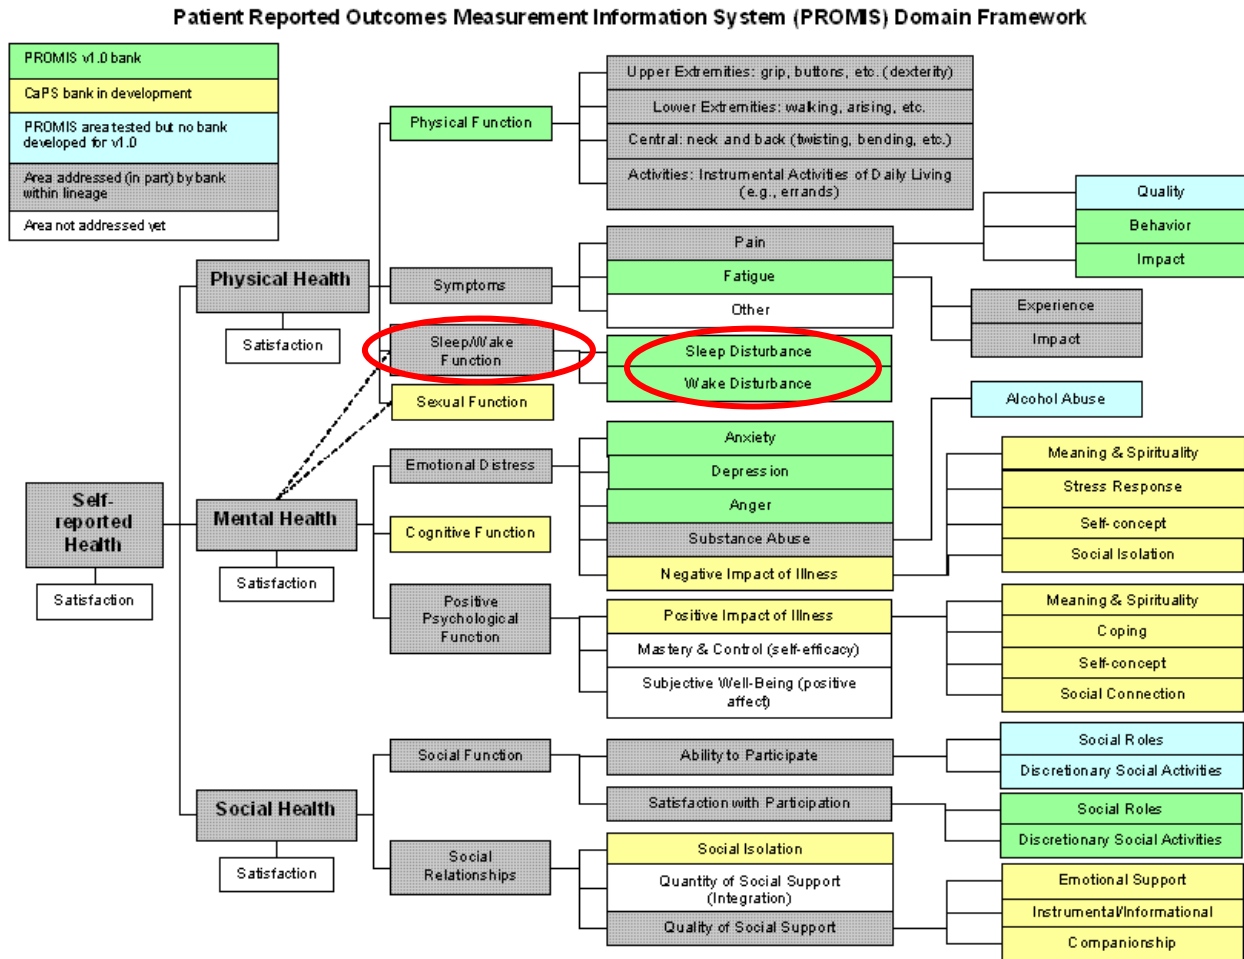 Patient Reported Outcomes Measurement Information System (PROMIS) Domain Framework
PROMIS v1.0 bank
CaPS bank in development
PROMIS area tested but no bank
developed for v1.0
Area addressed (in part) by bank
within lineage
Area not addressed yet
Self-
reported
Health
Satisfaction
Physical Health
Satisfaction
Physical Function
Upper Extremities: grip, buttons, etc. (dexterity)
Lower Extremities: walking, arising, etc.
Central: neck and back (twisting, bending, etc.)
Activities: Instrumental Activities of Daily Living
(e.g., errands)
Symptoms
Pain
Quality
Behavior
Impact
Fatigue
Experience
Impact
Other
Sleep/Wake
Function
Sleep Disturbance
Wake Disturbance
Sexual Function
Mental Health
Satisfaction
Emotional Distress
Anxiety
Depression
Anger
Substance Abuse
Alcohol Abuse
Negative Impact of Illness
Meaning & Spirituality
Stress Response
Self-concept
Social Isolation
Cognitive Function
Positive
Psychological
Function
Positive Impact of Illness
Meaning & Spirituality
Coping
Self-concept
Social Connection
Mastery & Control (self-efficacy)
Subjective Well-Being (positive
affect)
Social Health
Satisfaction
Social Function
Ability to Participate
Social Roles
Discretionary Social Activities
Satisfaction with Participation
Social Roles
Discretionary Social Activities
Social
Relationships
Social Isolation
Quantity of Social Support
(Integration)
Quality of Social Support
Emotional Support
Instrumental/Informational
Companionship